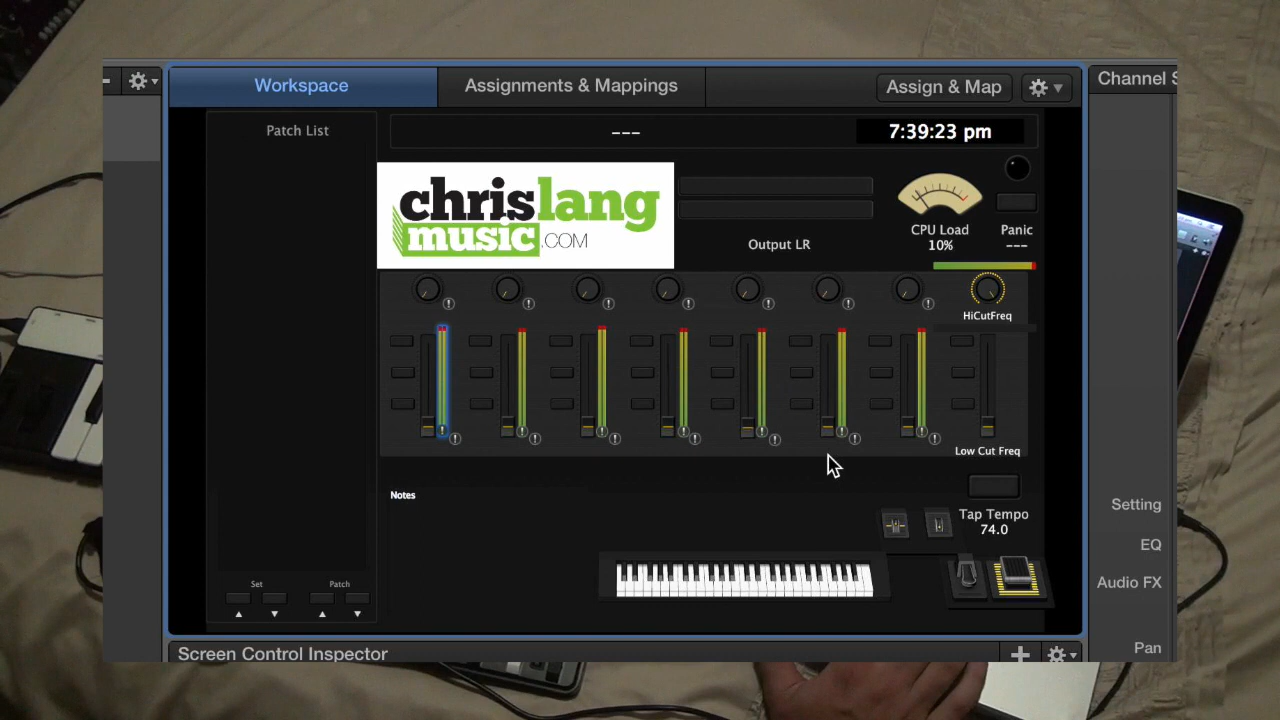 Workspace
Assignments & Mappings
Assign & Map
Channel S
Patch List
---
7:39:23 pm
chrislang
music.COM
Output LR
CPU Load
10%
Panic
---
HiCutFreq
Low Cut Freq
Notes
Tap Tempo
74.0
Set
Patch
Setting
EQ
Audio FX
Pan
Screen Control Inspector